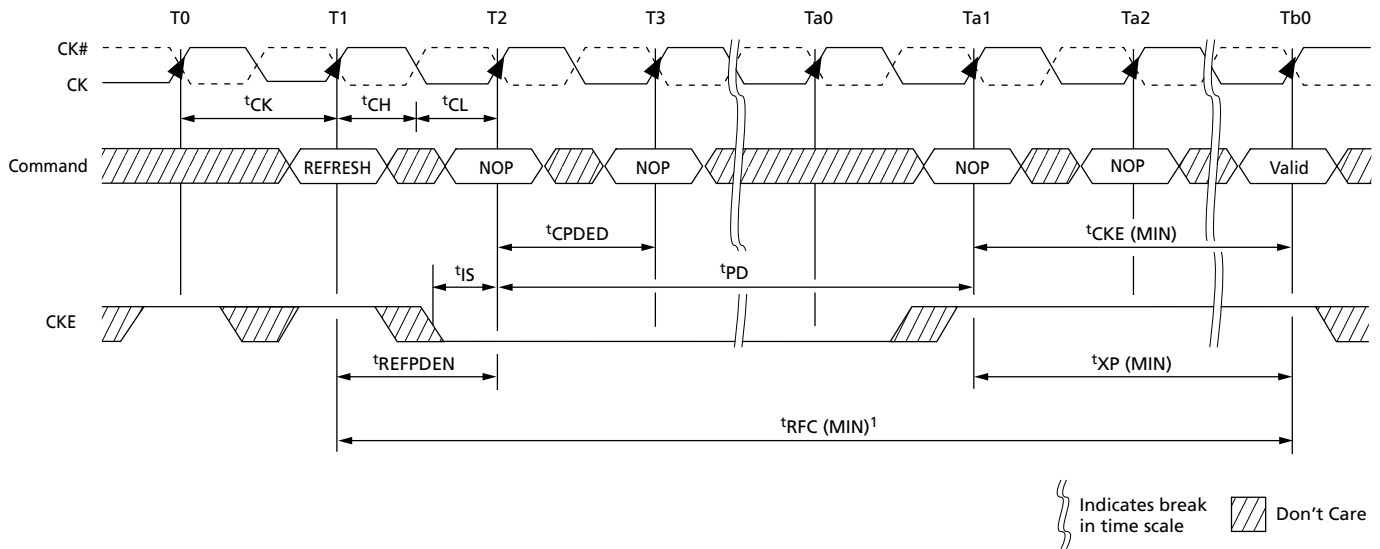 T0 T1 T2 T3 Ta0 Ta1 Ta2 Tb0
CK#
CK
tCK tCH tCL
Command REFRESH NOP NOP NOP NOP Valid
tCPDED tCKE (MIN)
tIS tPD
CKE
tREFPDEN tXP (MIN)
tRFC (MIN)1
Indicates break
in time scale
Don't Care